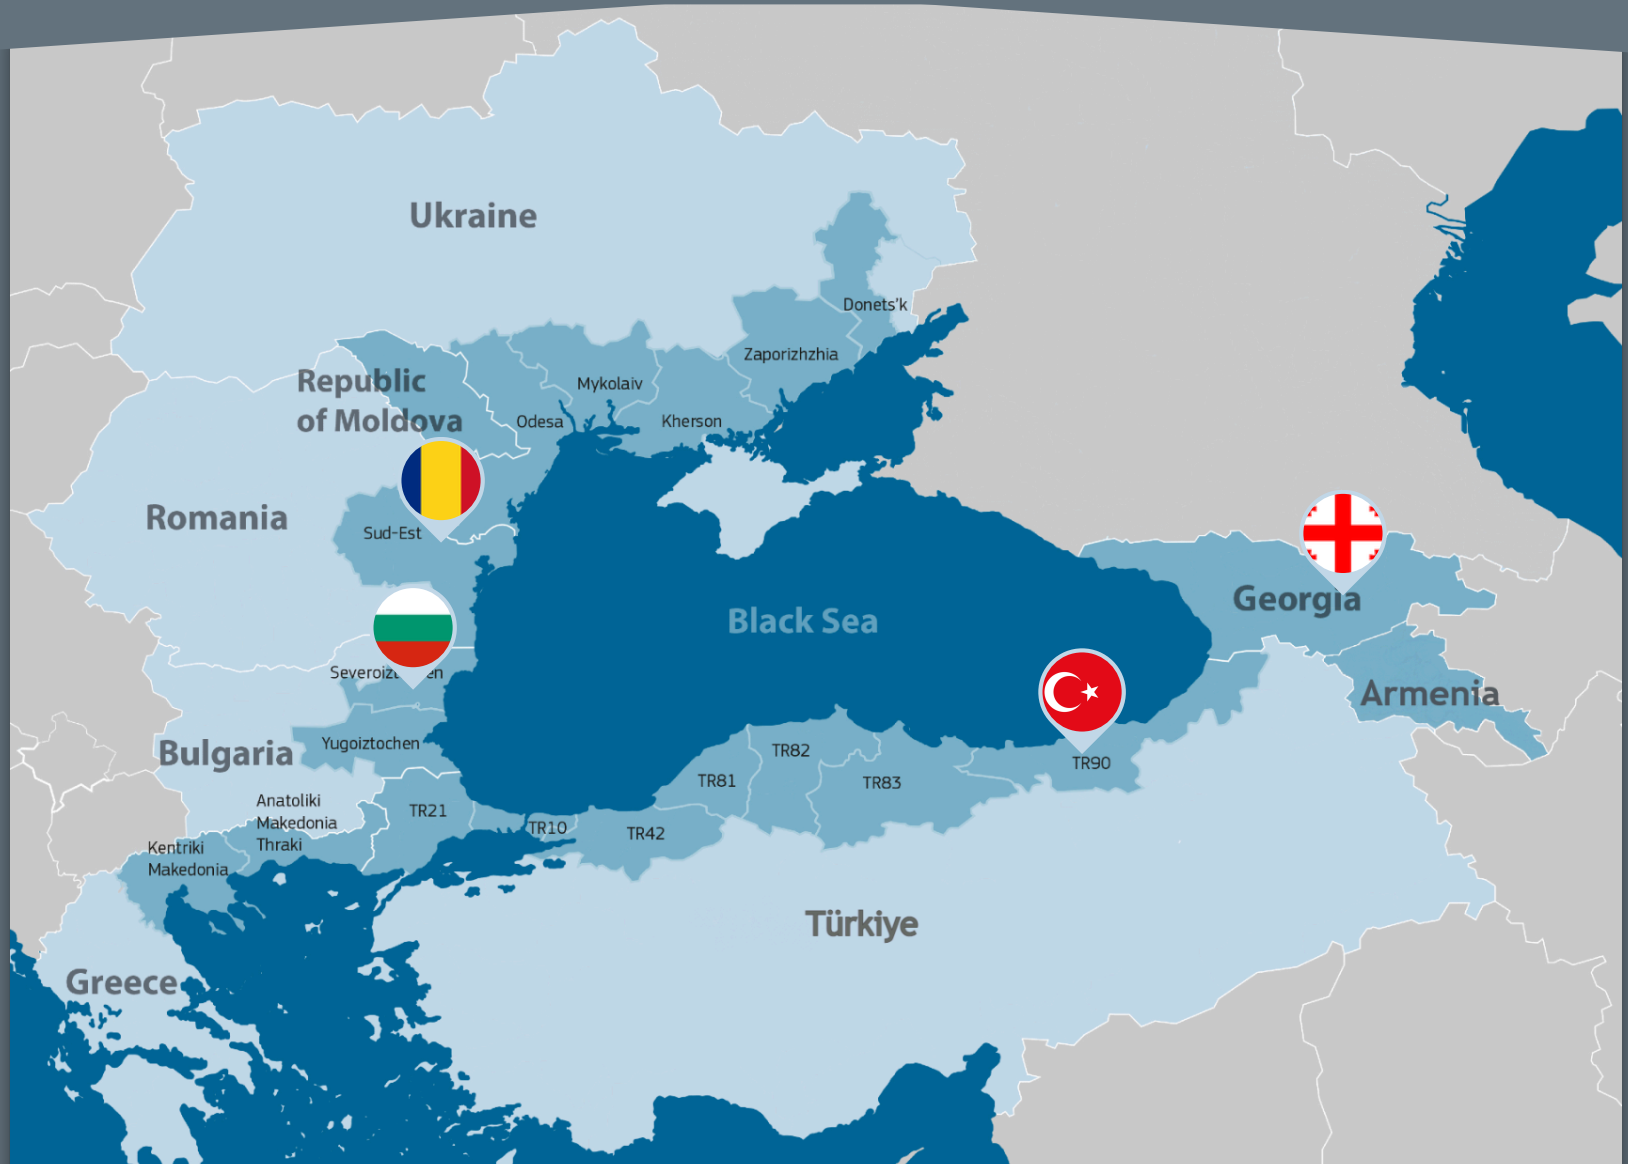 Ukraine
Donets'k
Zaporizhzhia
Republic
of Moldova
Mykolaiv
Odesa
Kherson
Romania
Sud-Est
Georgia
Black Sea
Armenia
Bulgaria
Yugoiztochen
TR82
TR90
TR81
TR83
Anatoliki
Makedonia
Thraki
TR21
TR10
TR42
Kentriki
Makedonia
Türkiye
Greece